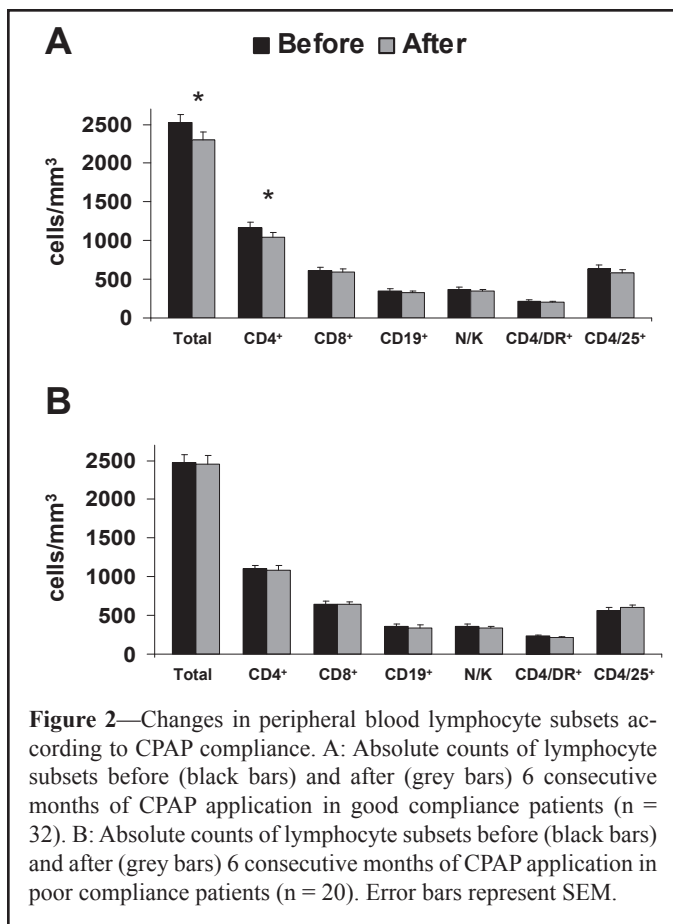 A
Before After
2500
2000
1500
1000
500
0
cells/mm³
* *
Total CD4⁺ CD8⁺ CD19⁺ N/K CD4/DR⁺ CD4/25⁺
B
2500
2000
1500
1000
500
0
cells/mm³
Total CD4⁺ CD8⁺ CD19⁺ N/K CD4/DR⁺ CD4/25⁺
Figure 2—Changes in peripheral blood lymphocyte subsets ac-
cording to CPAP compliance. A: Absolute counts of lymphocyte
subsets before (black bars) and after (grey bars) 6 consecutive
months of CPAP application in good compliance patients (n =
32). B: Absolute counts of lymphocyte subsets before (black bars)
and after (grey bars) 6 consecutive months of CPAP application in
poor compliance patients (n = 20). Error bars represent SEM.